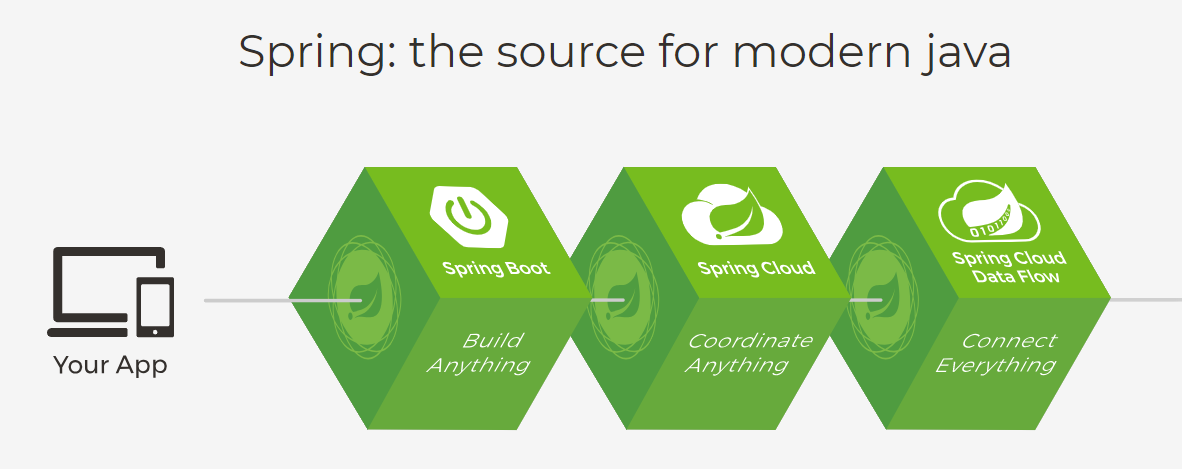 Spring: the source for modern java
Your App
Spring Boot
Build
Anything
Spring Cloud
Coordinate
Anything
Spring Cloud
Data Flow
Connect
Everything